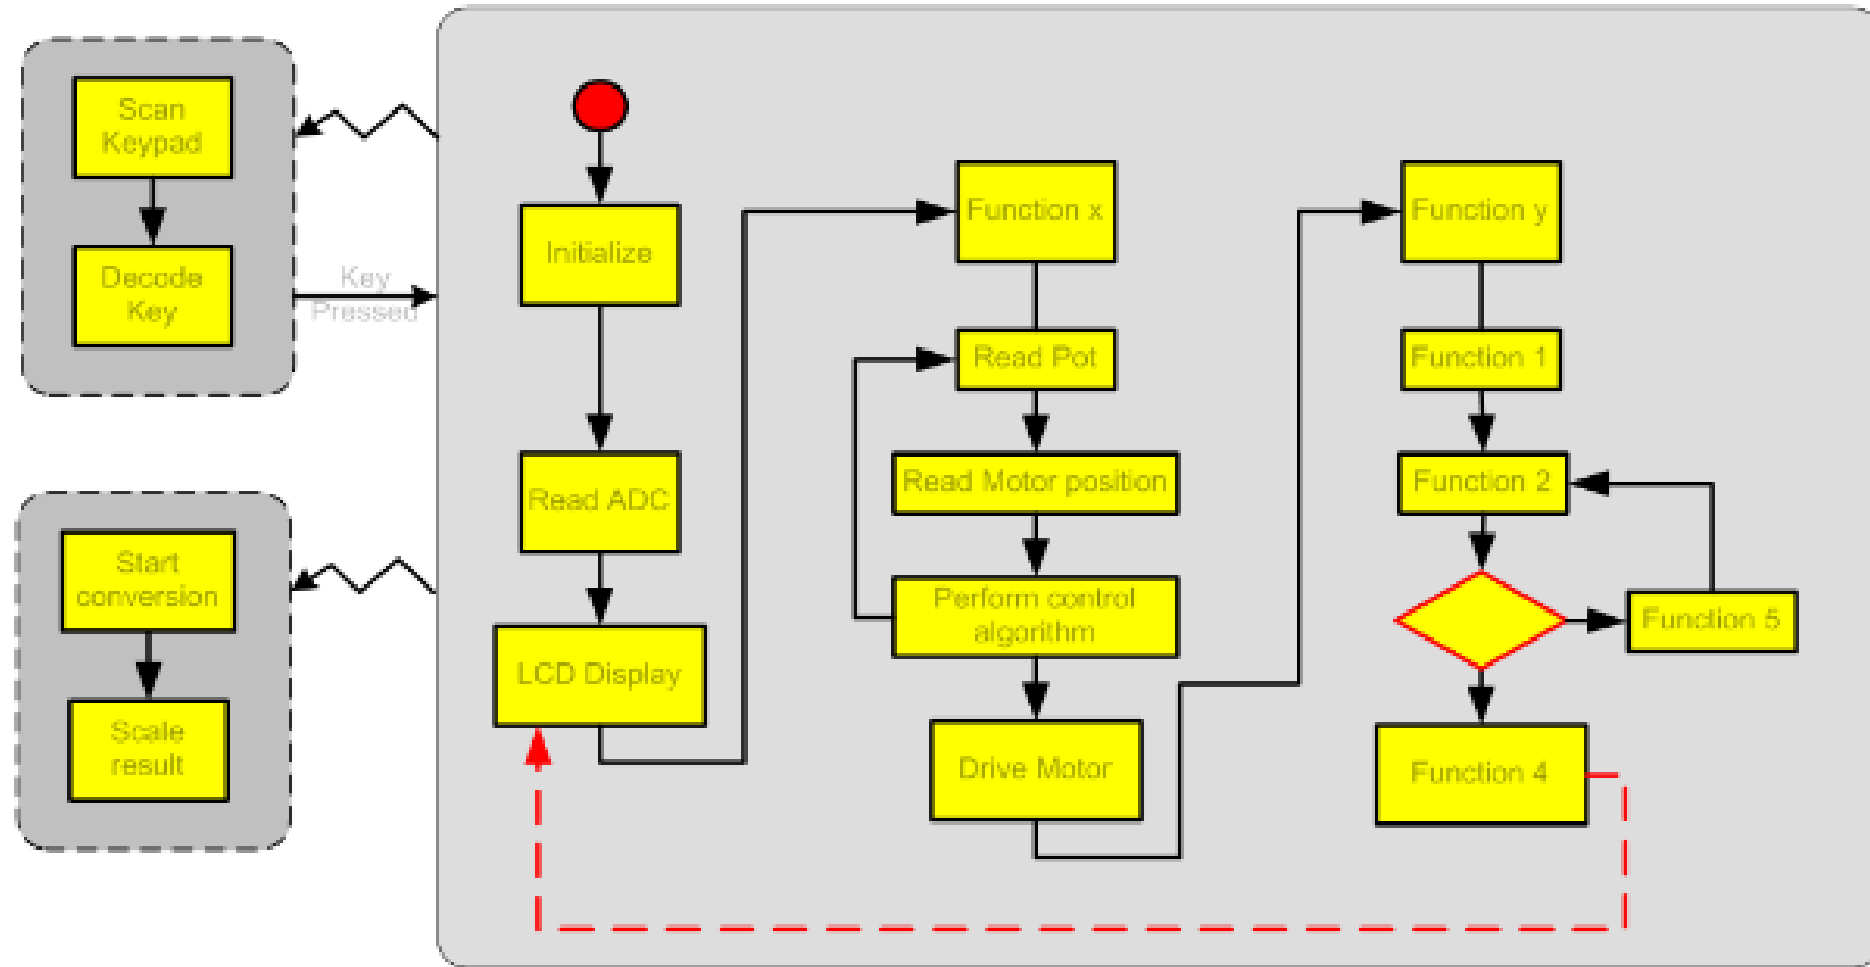 Scan
Keypad
Decode
Key
Key
Pressed
Start
conversion
Scale
result
Initialize
Read ADC
LCD Display
Function x
Read Pot
Read Motor position
Perform control
algorithm
Drive Motor
Function y
Function 1
Function 2
Function 5
Function 4